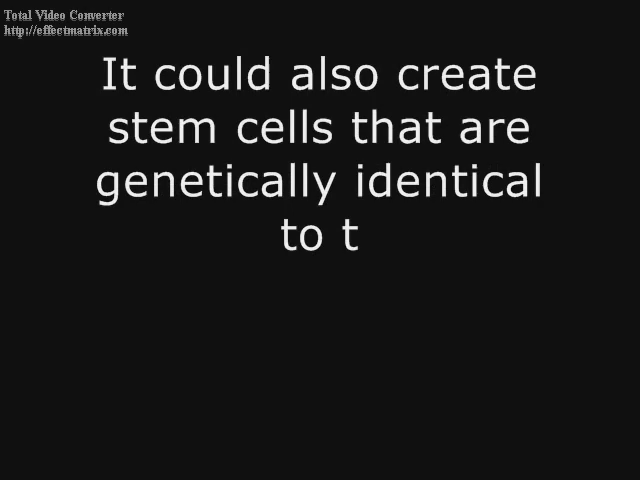 Total Video Converter
http://effectmatrix.com
It could also create
stem cells that are
genetically identical
to t